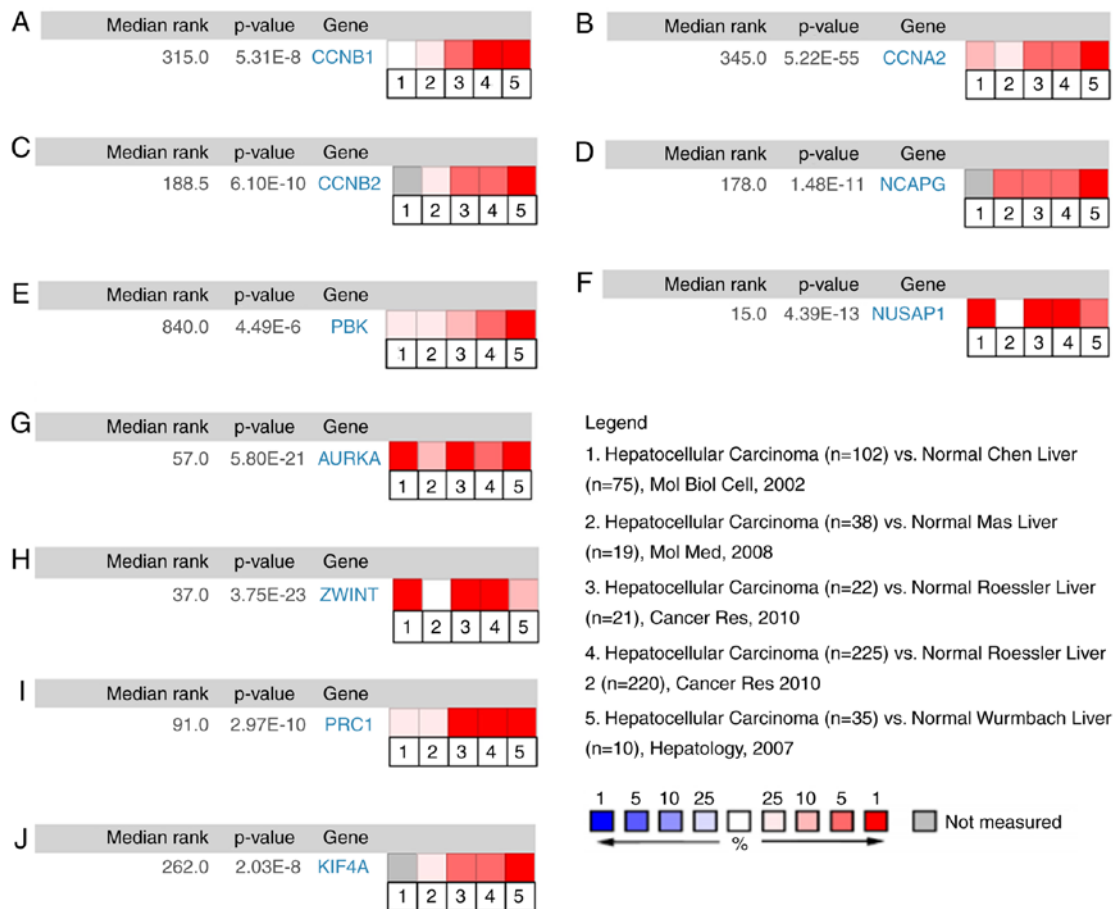 A
Median rank p-value Gene
315.0 5.31E-8 CCNB1
1 2 3 4 5
B
Median rank p-value Gene
345.0 5.22E-55 CCNA2
1 2 3 4 5
C
Median rank p-value Gene
188.5 6.10E-10 CCNB2
1 2 3 4 5
D
Median rank p-value Gene
178.0 1.48E-11 NCAPG
1 2 3 4 5
E
Median rank p-value Gene
840.0 4.49E-6 PBK
1 2 3 4 5
F
Median rank p-value Gene
15.0 4.39E-13 NUSAP1
1 2 3 4 5
G
Median rank p-value Gene
57.0 5.80E-21 AURKA
1 2 3 4 5
H
Median rank p-value Gene
37.0 3.75E-23 ZWINT
1 2 3 4 5
I
Median rank p-value Gene
91.0 2.97E-10 PRC1
1 2 3 4 5
J
Median rank p-value Gene
262.0 2.03E-8 KIF4A
1 2 3 4 5
Legend
1. Hepatocellular Carcinoma (n=102) vs. Normal Chen Liver
(n=75), Mol Biol Cell, 2002
2. Hepatocellular Carcinoma (n=38) vs. Normal Mas Liver
(n=19), Mol Med, 2008
3. Hepatocellular Carcinoma (n=22) vs. Normal Roessler Liver
(n=21), Cancer Res, 2010
4. Hepatocellular Carcinoma (n=225) vs. Normal Roessler Liver
2 (n=220), Cancer Res 2010
5. Hepatocellular Carcinoma (n=35) vs. Normal Wurmbach Liver
(n=10), Hepatology, 2007
1 5 10 25 25 10 5 1
Not measured
%